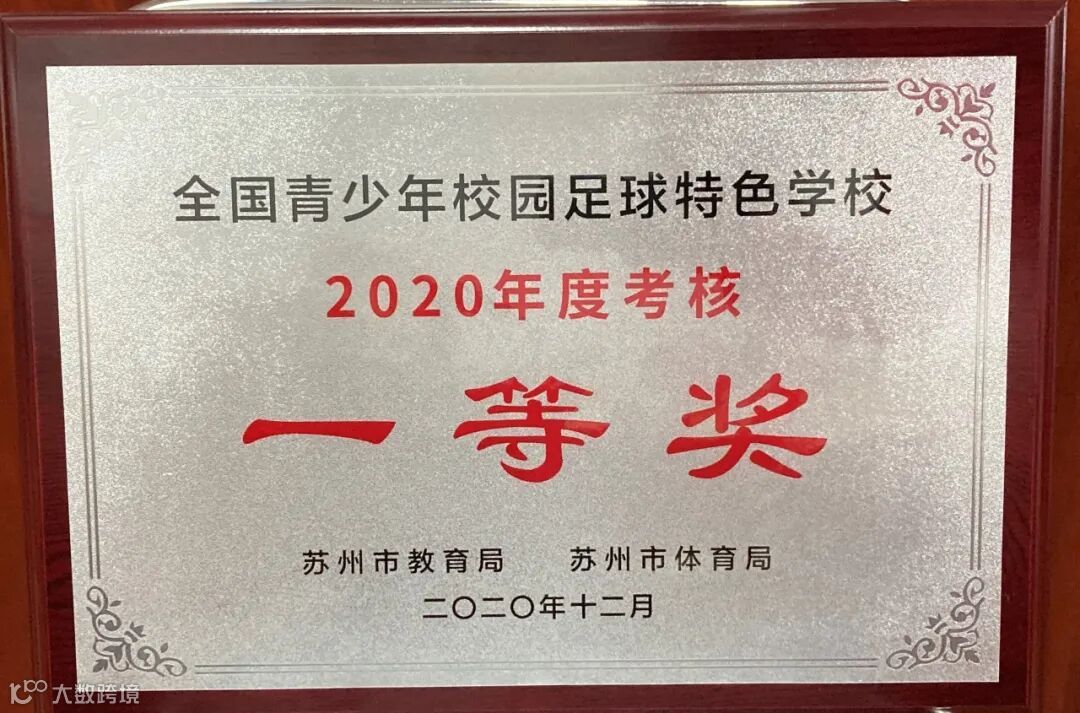 全国青少年校园足球特色学校
2020年度考核
一等奖
苏州市教育局 苏州市体育局
二〇二〇年十二月
大数跨境